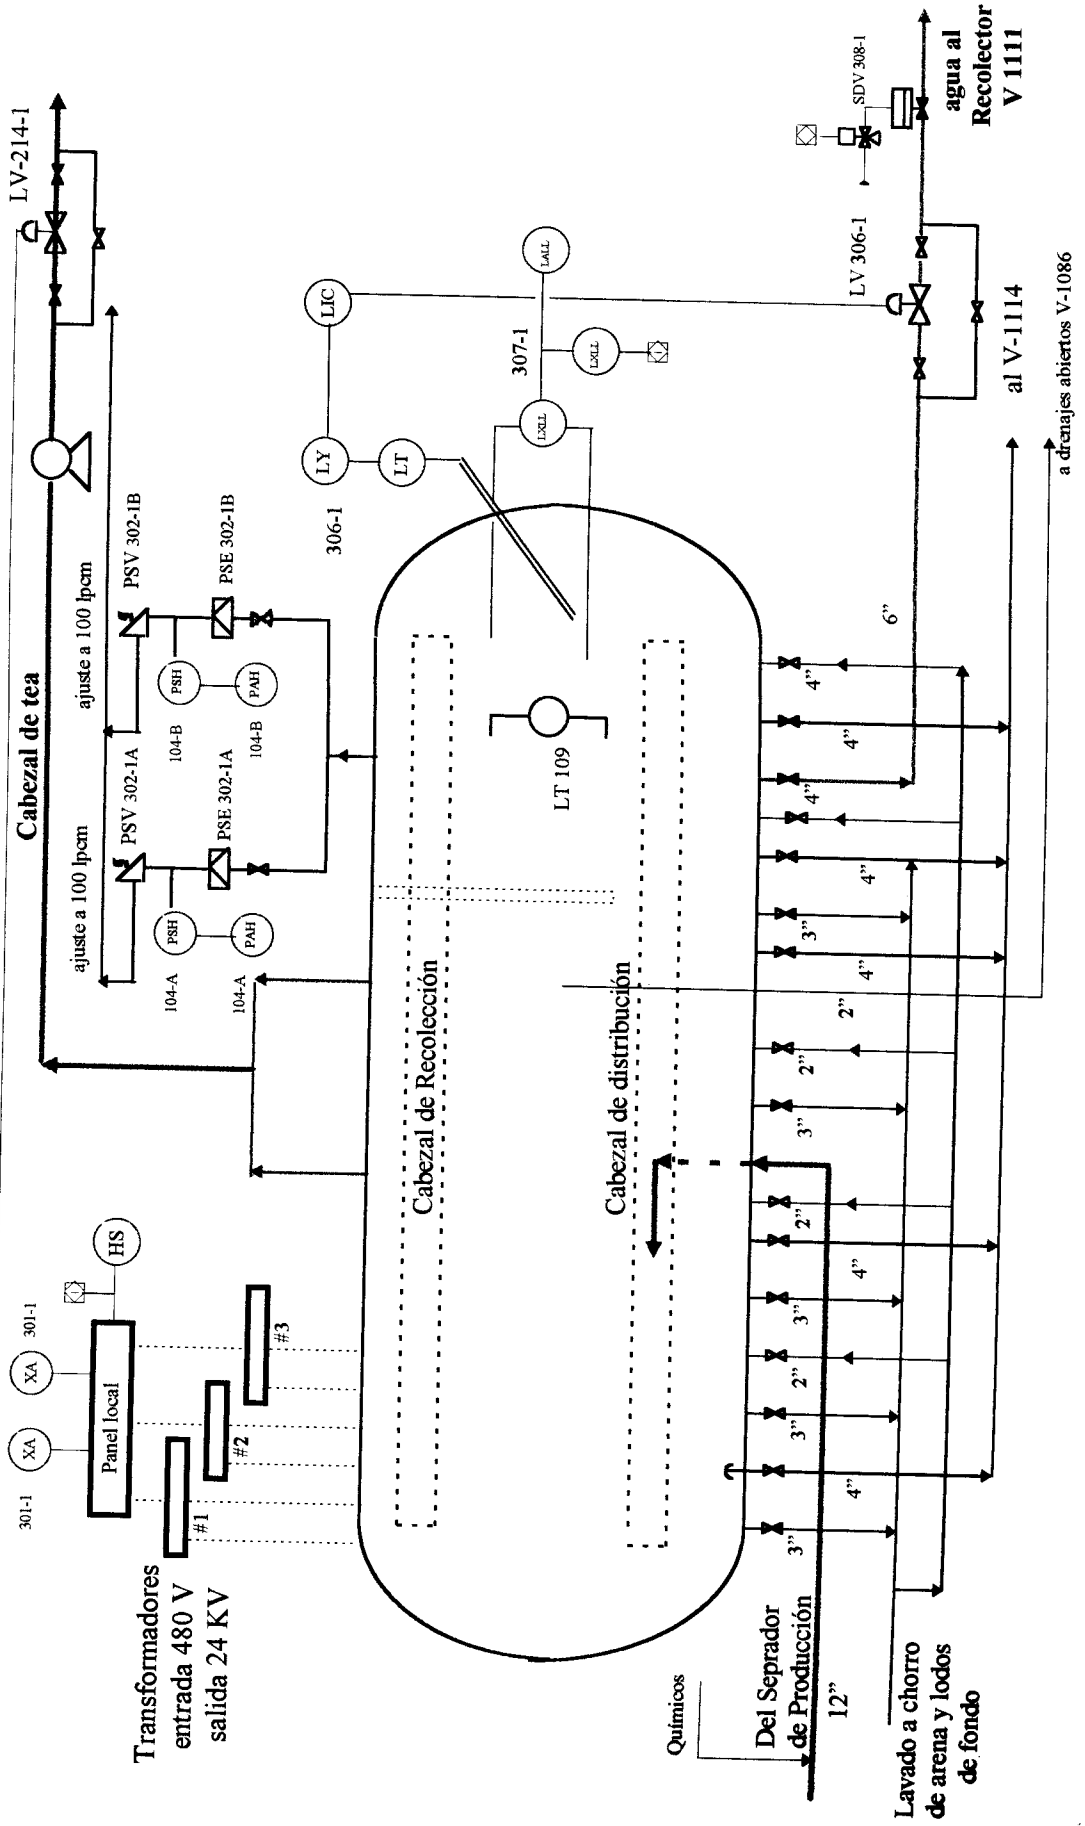 Transformadores
entrada 480 V
salida 24 KV
301-1
XA
XA
301-1
Panel local
HS
#1
#2
#3
Cabezal de tea
LV-214-1
ajuste a 100 lpcm
PSV 302-1A
PSH
104-A
PAH
104-A
PSE 302-1A
ajuste a 100 lpcm
PSV 302-1B
PSH
104-B
PAH
104-B
PSE 302-1B
306-1
LY
LT
LIC
LXLL
307-1
LXLL
LALL
Cabezal de Recolección
Cabezal de distribución
LT 109
LV 306-1
SDV 308-1
agua al
Recolector
V 1111
al V-1114
a drenajes abiertos V-1086
6”
3”
4”
3”
2”
3”
4”
2”
3”
2”
2”
4”
3”
4”
4”
4”
4”
Químicos
Del Seprador
de Producción
12”
Lavado a chorro
de arena y lodos
de fondo